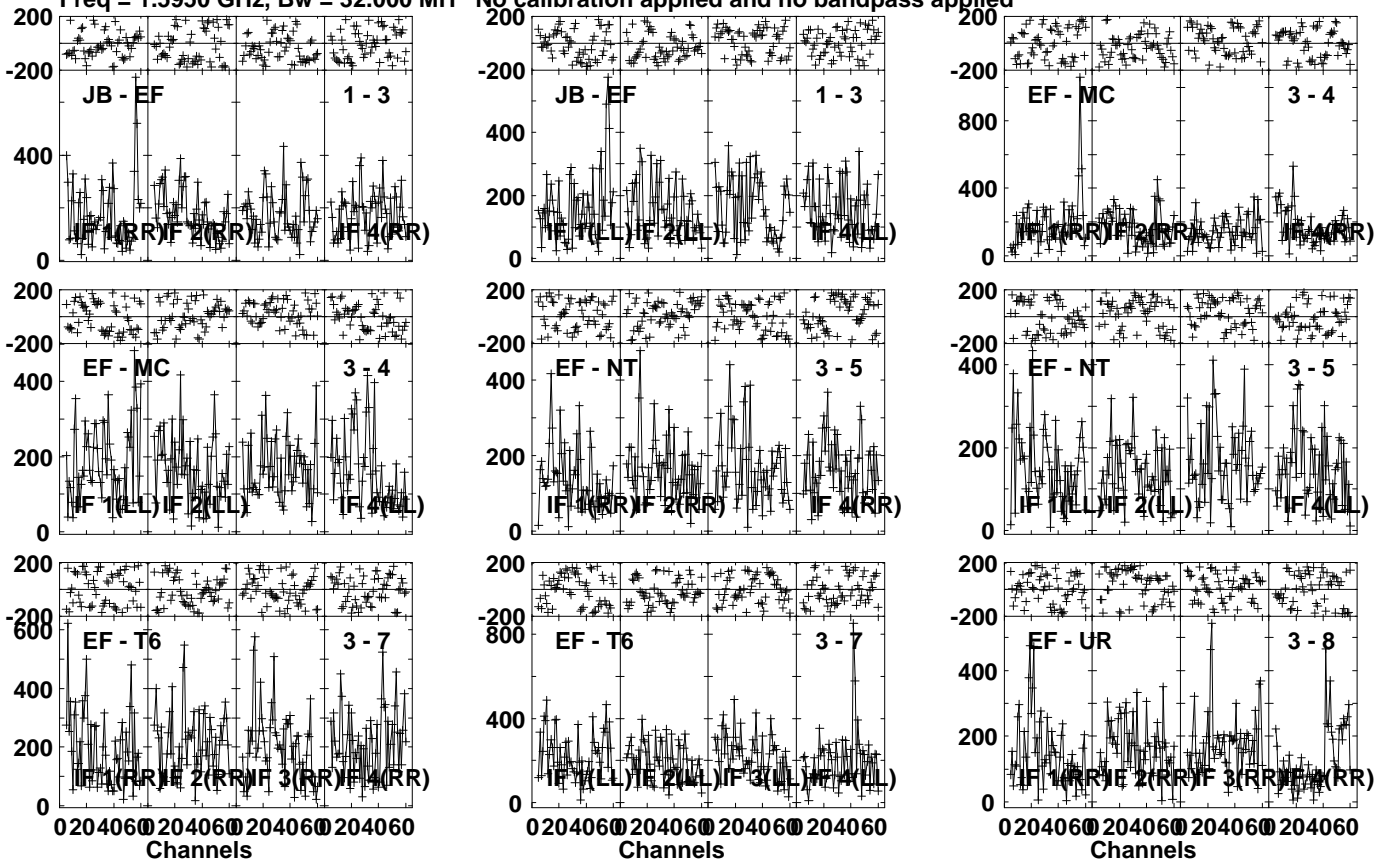 Freq = 1.5950 GHz, Bw = 32.000 MH No calibration applied and no bandpass applied
200
-200
JB - EF 1 - 3
400
0
IF 1(RR) IF 2(RR) IF 4(RR)
200
-200
JB - EF 1 - 3
400
200
0
IF 1(LL) IF 2(LL) IF 4(LL)
200
-200
EF - MC 3 - 4
800
400
0
IF 1(RR) IF 2(RR) IF 4(RR)
200
-200
EF - MC 3 - 4
400
200
0
IF 1(LL) IF 2(LL) IF 4(LL)
200
-200
EF - NT 3 - 5
400
200
0
IF 1(RR) IF 2(RR) IF 4(RR)
200
-200
EF - NT 3 - 5
400
200
0
IF 1(LL) IF 2(LL) IF 4(LL)
200
-200
EF - T6 3 - 7
600
400
200
0
IF 1(RR) IF 2(RR) IF 3(RR) IF 4(RR)
0 20 40 60 0 20 40 60 0 20 40 60 0 20 40 60
Channels
200
-200
EF - T6 3 - 7
800
400
0
IF 1(LL) IF 2(LL) IF 3(LL) IF 4(LL)
0 20 40 60 0 20 40 60 0 20 40 60 0 20 40 60
Channels
200
-200
EF - UR 3 - 8
400
200
0
IF 1(RR) IF 2(RR) IF 3(RR) IF 4(RR)
0 20 40 60 0 20 40 60 0 20 40 60 0 20 40 60
Channels